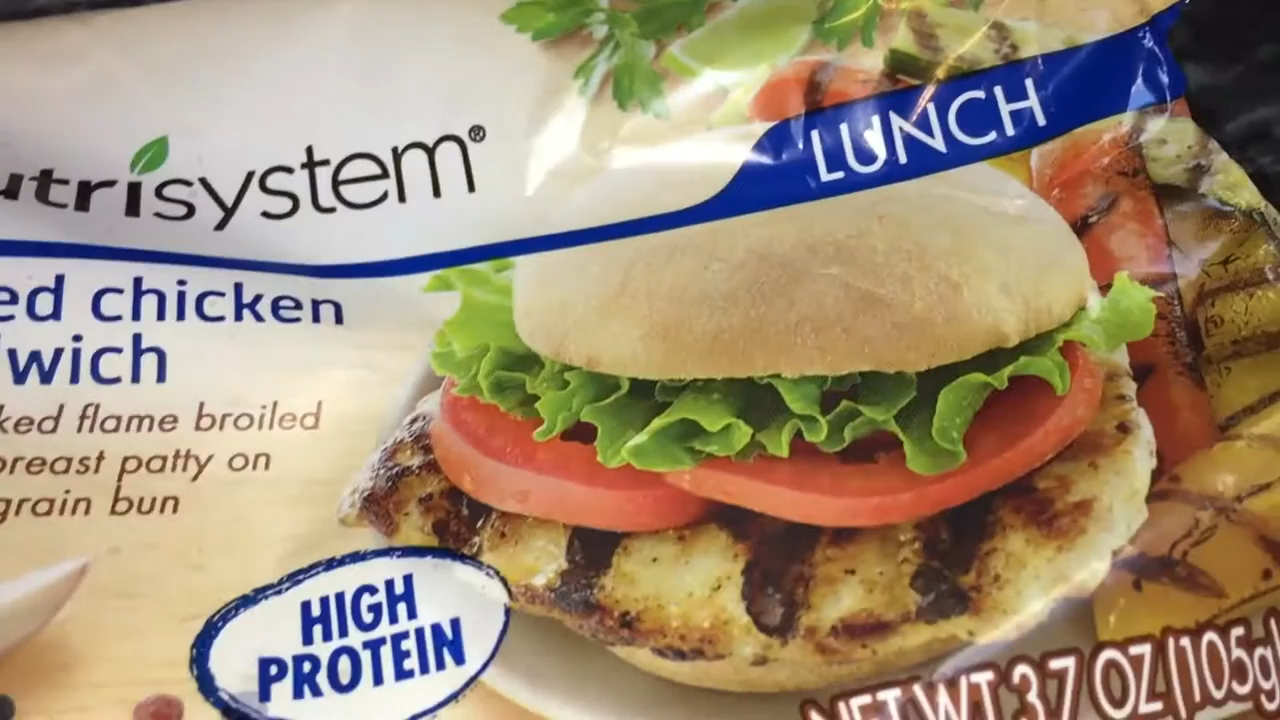 utrisystem®
LUNCH
ed chicken
wich
ked flame broiled
breast patty on
grain bun
HIGH
PROTEIN
NET WT 3.7 OZ (105g)